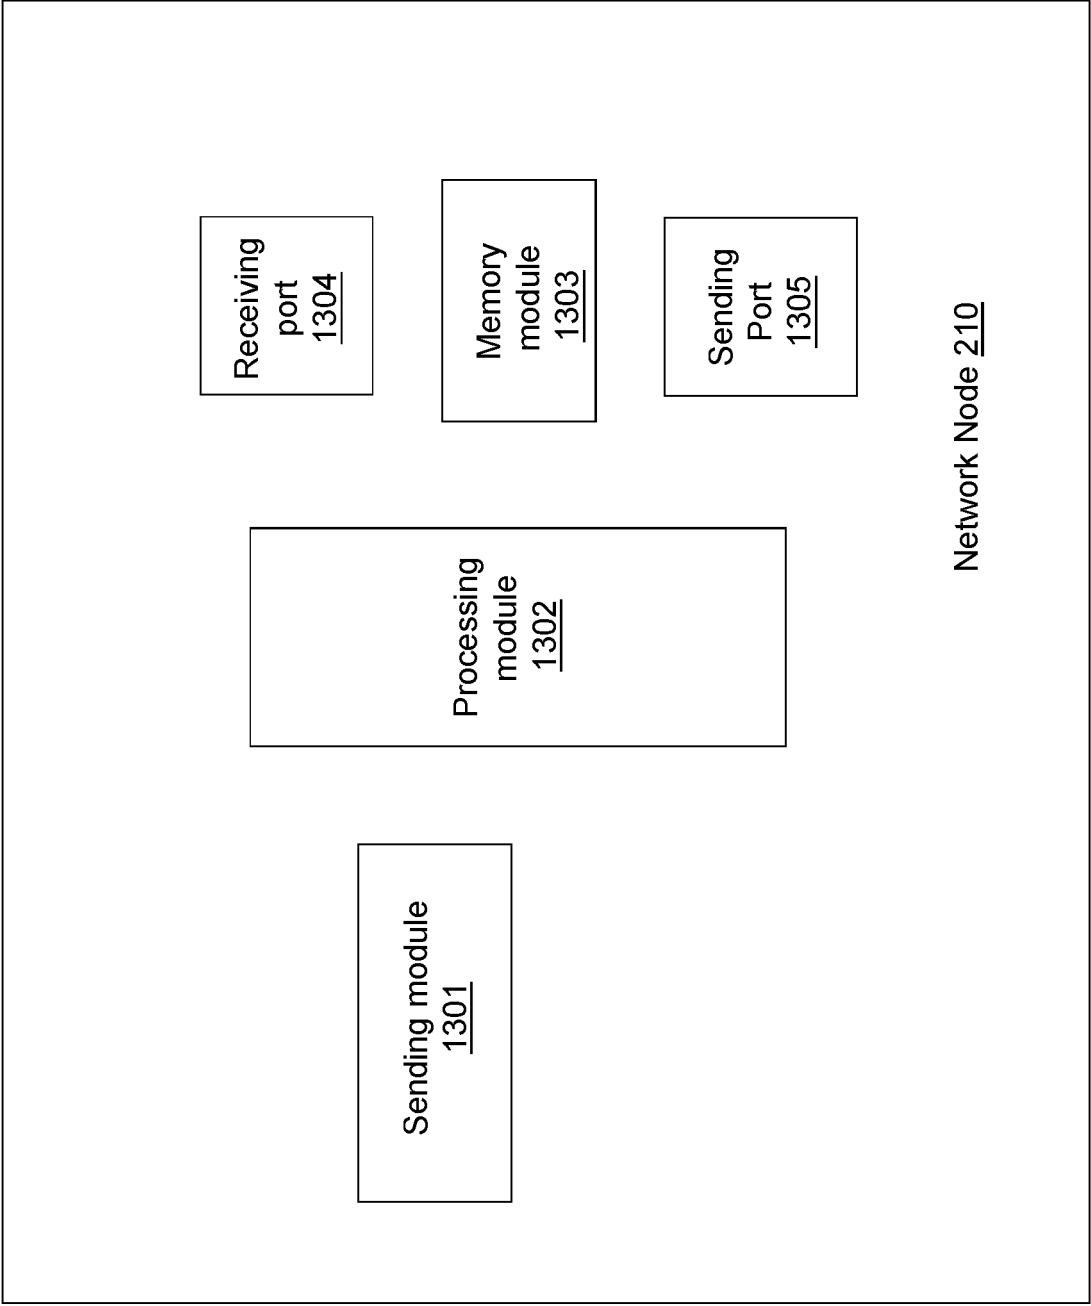 Sending module
1301
Processing
module
1302
Receiving
port
1304
Memory
module
1303
Sending
Port
1305
Network Node 210